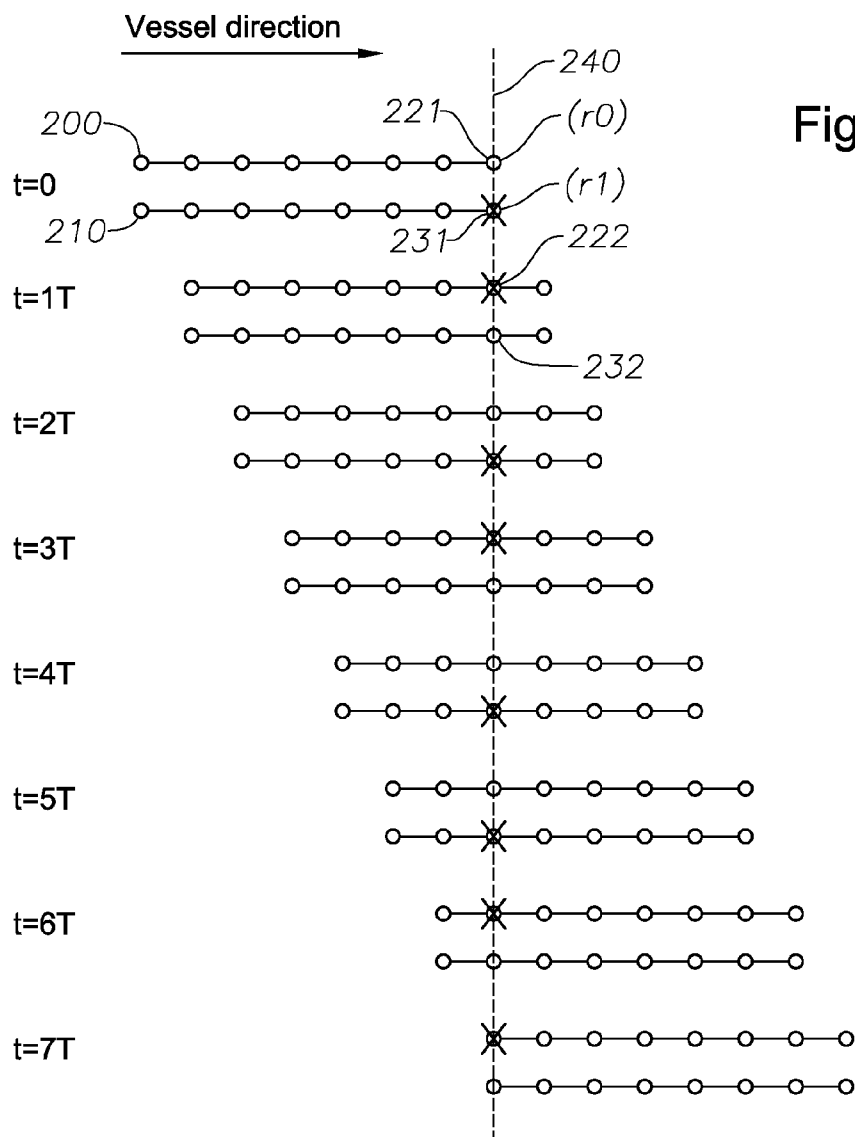 Vessel direction
240
200
221
(r0)
Fig
t=0
(r1)
210
231
222
t=1T
232
t=2T
t=3T
t=4T
t=5T
t=6T
t=7T